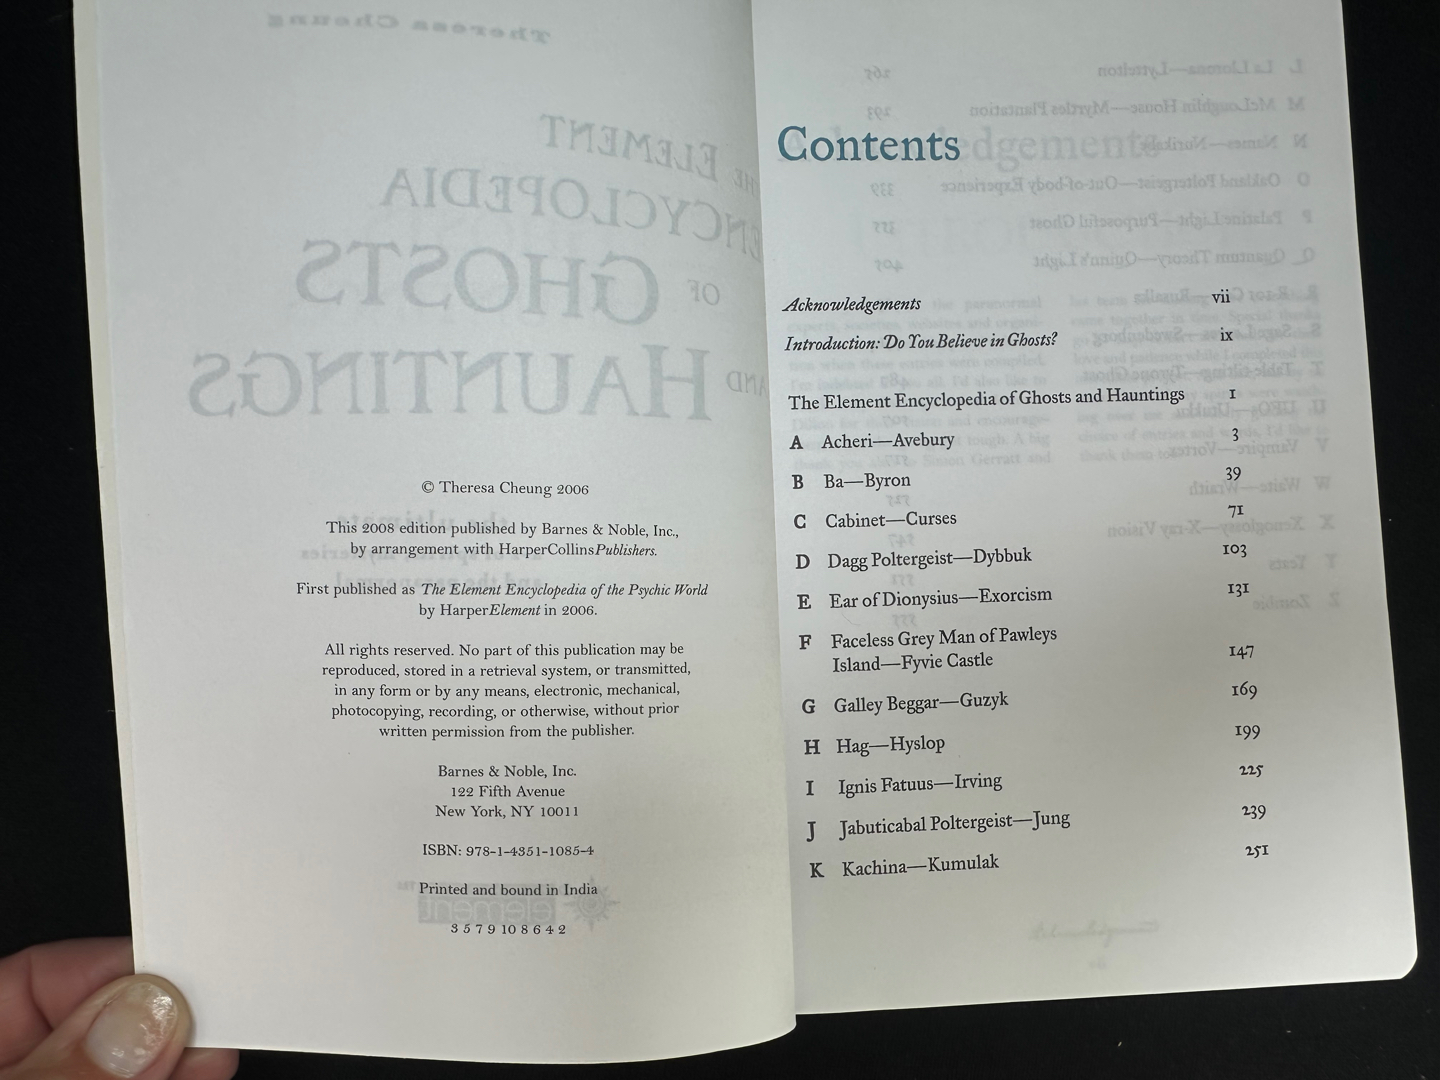 © Theresa Cheung 2006
This 2008 edition published by Barnes & Noble, Inc.,
by arrangement with HarperCollinsPublishers.
First published as The Element Encyclopedia of the Psychic World
by HarperElement in 2006.
All rights reserved. No part of this publication may be
reproduced, stored in a retrieval system, or transmitted,
in any form or by any means, electronic, mechanical,
photocopying, recording, or otherwise, without prior
written permission from the publisher.
Barnes & Noble, Inc.
122 Fifth Avenue
New York, NY 10011
ISBN: 978-1-4351-1085-4
Printed and bound in India
3 5 7 9 10 8 6 4 2
Contents
Acknowledgements vii
Introduction: Do You Believe in Ghosts? ix
The Element Encyclopedia of Ghosts and Hauntings 1
A Acheri—Avebury 3
B Ba—Byron 39
C Cabinet—Curses 71
D Dagg Poltergeist—Dybbuk 103
E Ear of Dionysius—Exorcism 131
F Faceless Grey Man of Pawleys
Island—Fyvie Castle 147
G Galley Beggar—Guzyk 169
H Hag—Hyslop 199
I Ignis Fatuus—Irving 225
J Jabuticabal Poltergeist—Jung 239
K Kachina—Kumulak 251